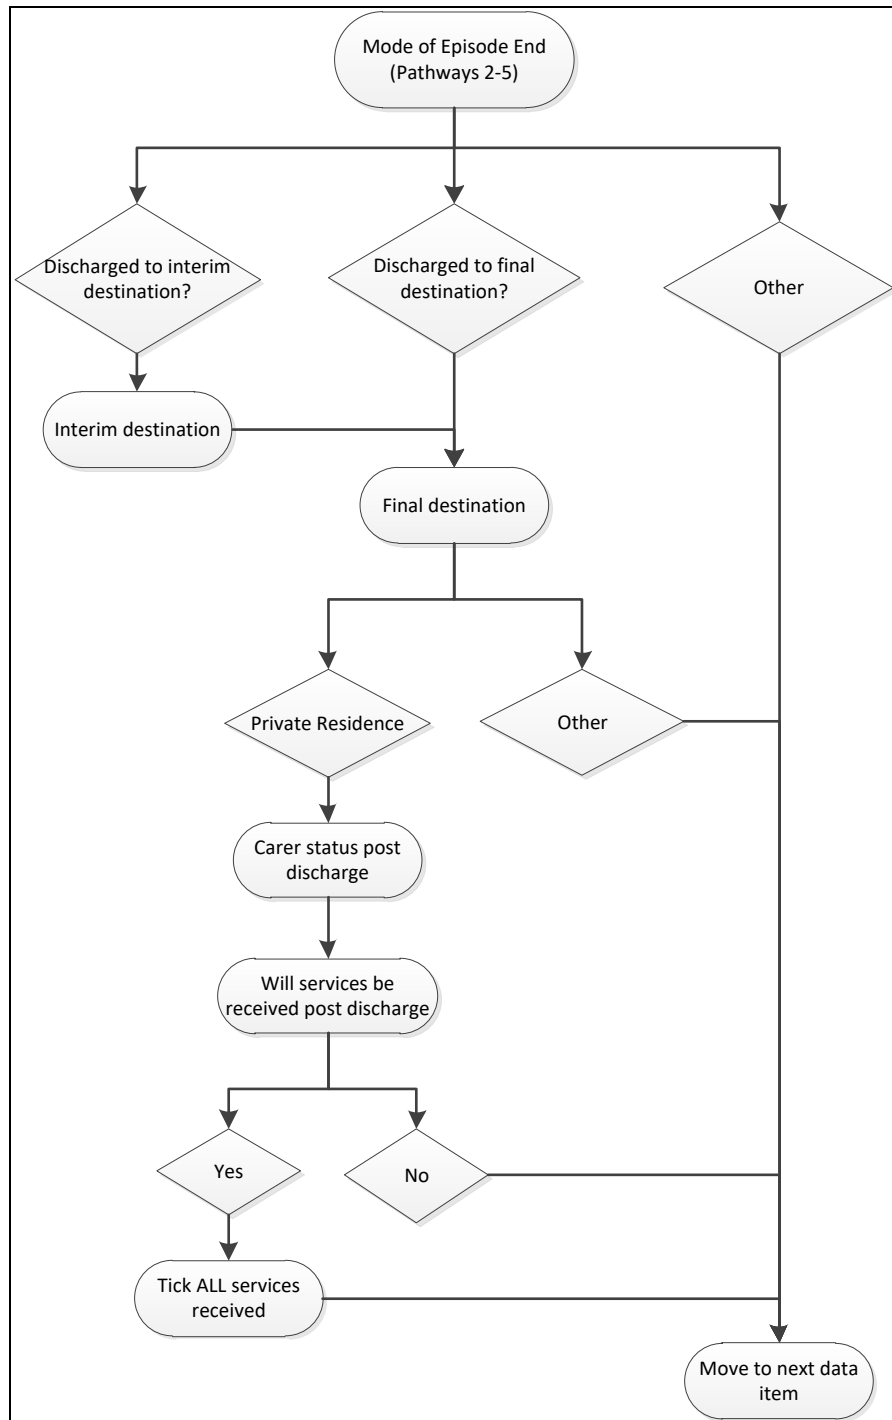 Mode of Episode End
(Pathways 2-5)
Discharged to interim
destination?
Discharged to final
destination?
Other
Interim destination
Final destination
Private Residence
Other
Carer status post
discharge
Will services be
received post discharge
Yes
No
Tick ALL services
received
Move to next data
item